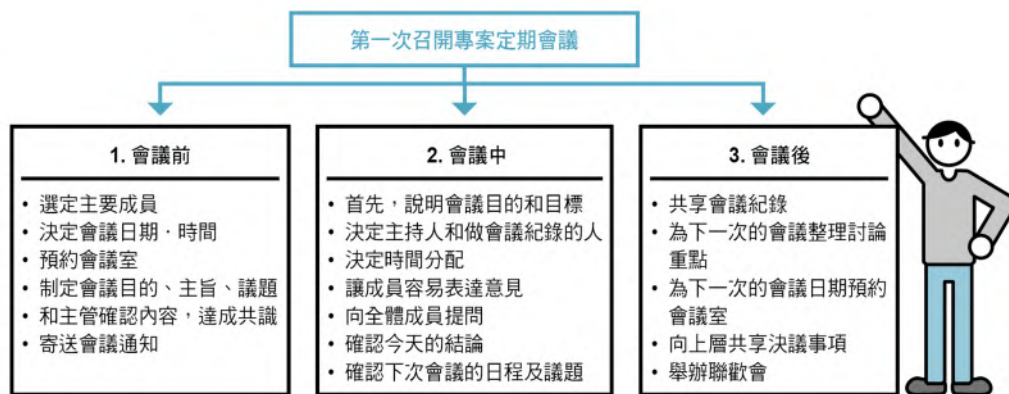 第一次召開專案定期會議
1. 會議前
• 選定主要成員
• 決定會議日期・時間
• 預約會議室
• 制定會議目的、主旨、議題
• 和主管確認內容，達成共識
• 寄送會議通知
2. 會議中
• 首先，說明會議目的和目標
• 決定主持人和做會議紀錄的人
• 決定時間分配
• 讓成員容易表達意見
• 向全體成員提問
• 確認今天的結論
• 確認下次會議的日程及議題
3. 會議後
• 共享會議紀錄
• 為下一次的會議整理討論
重點
• 為下一次的會議日期預約
會議室
• 向上層共享決議事項
• 舉辦聯歡會